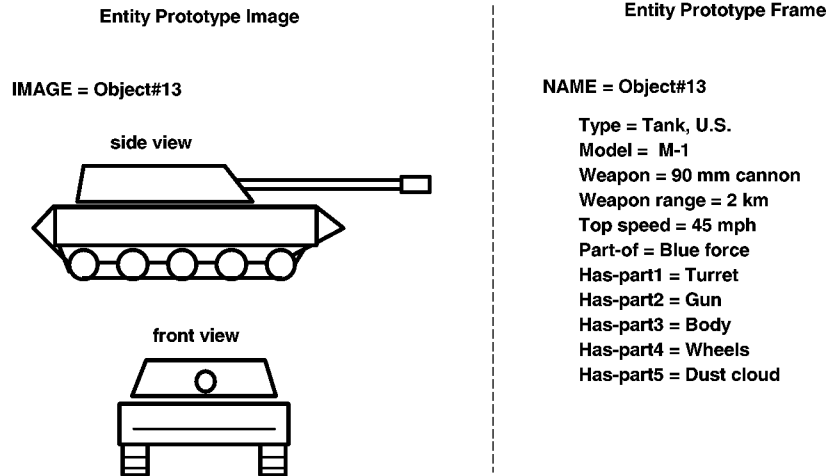 Entity Prototype Image
IMAGE = Object#13
side view
front view
Entity Prototype Frame
NAME = Object#13
Type = Tank, U.S.
Model = M-1
Weapon = 90 mm cannon
Weapon range = 2 km
Top speed = 45 mph
Part-of = Blue force
Has-part1 = Turret
Has-part2 = Gun
Has-part3 = Body
Has-part4 = Wheels
Has-part5 = Dust cloud